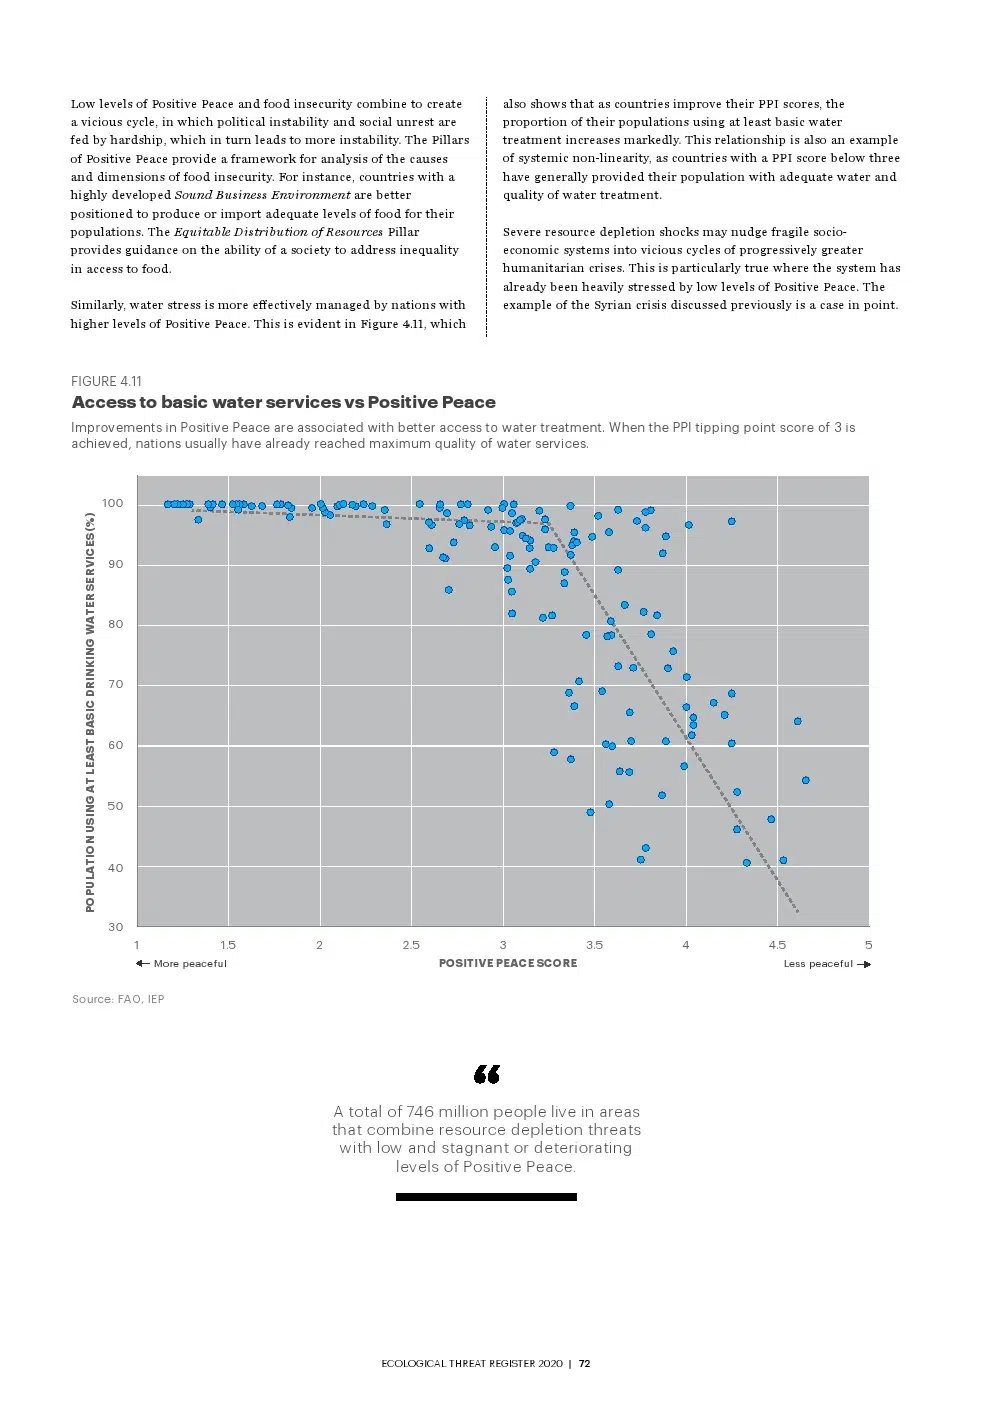 Low levels of Positive Peace and food insecurity combine to create
a vicious cycle, in which political instability and social unrest are
fed by hardship, which in turn leads to more instability. The Pillars
of Positive Peace provide a framework for analysis of the causes
and dimensions of food insecurity. For instance, countries with a
highly developed Sound Business Environment are better
positioned to produce or import adequate levels of food for their
populations. The Equitable Distribution of Resources Pillar
provides guidance on the ability of a society to address inequality
in access to food.
Similarly, water stress is more effectively managed by nations with
higher levels of Positive Peace. This is evident in Figure 4.11, which
also shows that as countries improve their PPI scores, the
proportion of their populations using at least basic water
treatment increases markedly. This relationship is also an example
of systemic non-linearity, as countries with a PPI score below three
have generally provided their population with adequate water and
quality of water treatment.
Severe resource depletion shocks may nudge fragile socio-
economic systems into vicious cycles of progressively greater
humanitarian crises. This is particularly true where the system has
already been heavily stressed by low levels of Positive Peace. The
example of the Syrian crisis discussed previously is a case in point.
FIGURE 4.11
Access to basic water services vs Positive Peace
Improvements in Positive Peace are associated with better access to water treatment. When the PPI tipping point score of 3 is
achieved, nations usually have already reached maximum quality of water services.
POPULATION USING AT LEAST BASIC DRINKING WATER SERVICES (%)
100
90
80
70
60
50
40
30
1 1.5 2 2.5 3 3.5 4 4.5 5
More peaceful POSITIVE PEACE SCORE Less peaceful
Source: FAO, IEP
“
A total of 746 million people live in areas
that combine resource depletion threats
with low and stagnant or deteriorating
levels of Positive Peace.
ECOLOGICAL THREAT REGISTER 2020 | 72